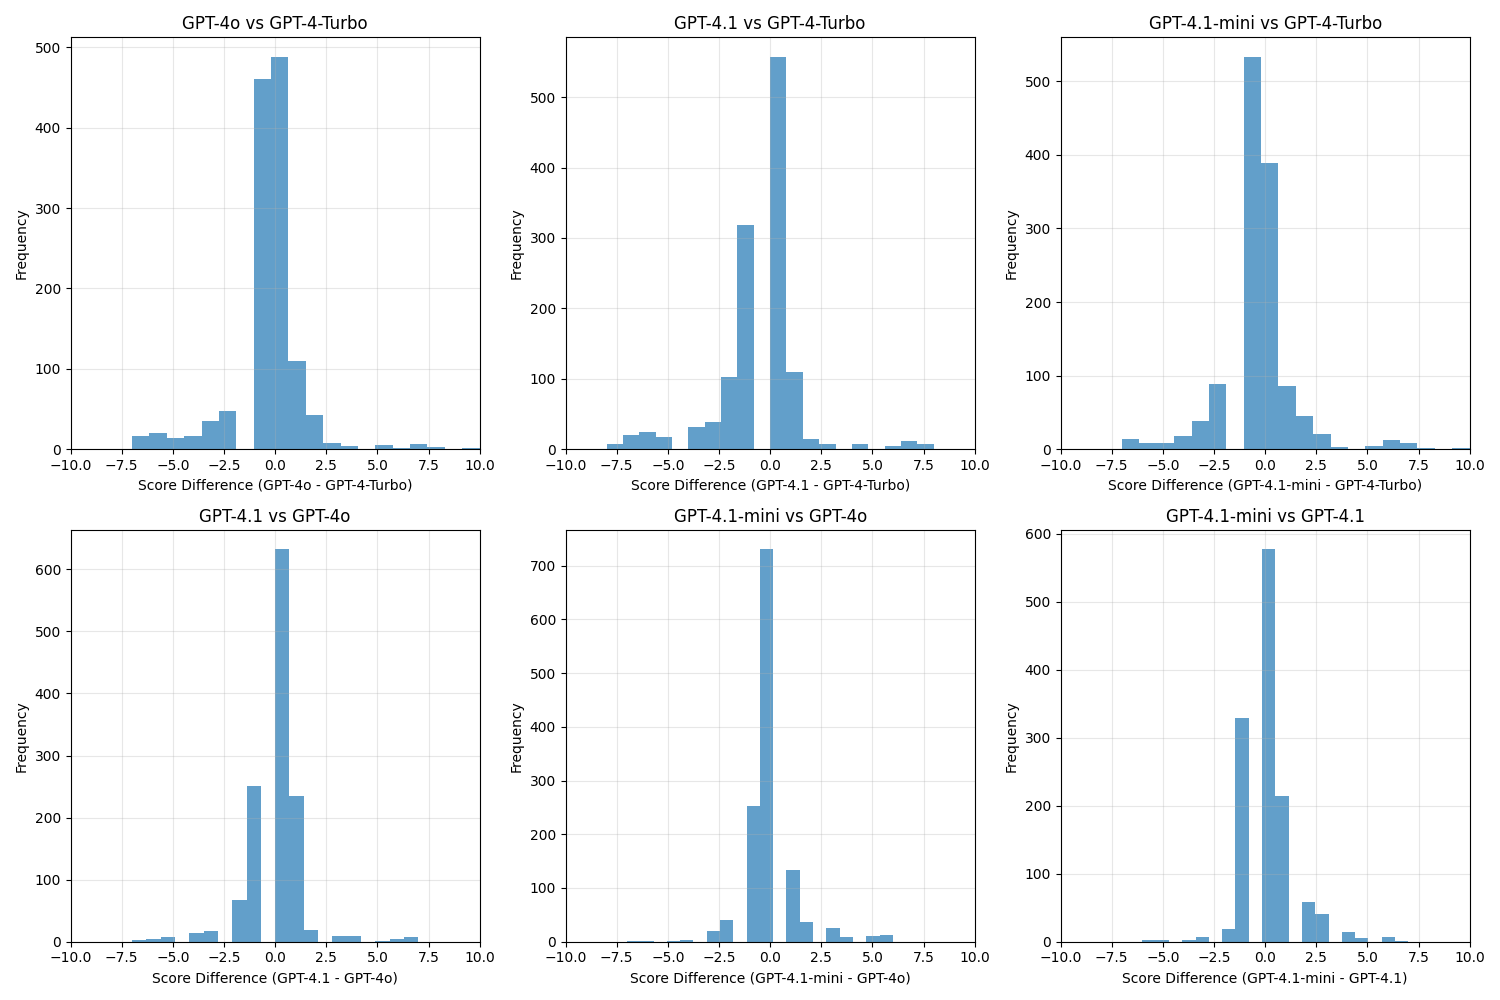 GPT-4o vs GPT-4-Turbo
500
400
300
200
100
0
Frequency
−10.0 −7.5 −5.0 −2.5 0.0 2.5 5.0 7.5 10.0
Score Difference (GPT-4o - GPT-4-Turbo)
GPT-4.1 vs GPT-4-Turbo
500
400
300
200
100
0
Frequency
−10.0 −7.5 −5.0 −2.5 0.0 2.5 5.0 7.5 10.0
Score Difference (GPT-4.1 - GPT-4-Turbo)
GPT-4.1-mini vs GPT-4-Turbo
500
400
300
200
100
0
Frequency
−10.0 −7.5 −5.0 −2.5 0.0 2.5 5.0 7.5 10.0
Score Difference (GPT-4.1-mini - GPT-4-Turbo)
GPT-4.1 vs GPT-4o
600
500
400
300
200
100
0
Frequency
−10.0 −7.5 −5.0 −2.5 0.0 2.5 5.0 7.5 10.0
Score Difference (GPT-4.1 - GPT-4o)
GPT-4.1-mini vs GPT-4o
700
600
500
400
300
200
100
0
Frequency
−10.0 −7.5 −5.0 −2.5 0.0 2.5 5.0 7.5 10.0
Score Difference (GPT-4.1-mini - GPT-4o)
GPT-4.1-mini vs GPT-4.1
600
500
400
300
200
100
0
Frequency
−10.0 −7.5 −5.0 −2.5 0.0 2.5 5.0 7.5 10.0
Score Difference (GPT-4.1-mini - GPT-4.1)